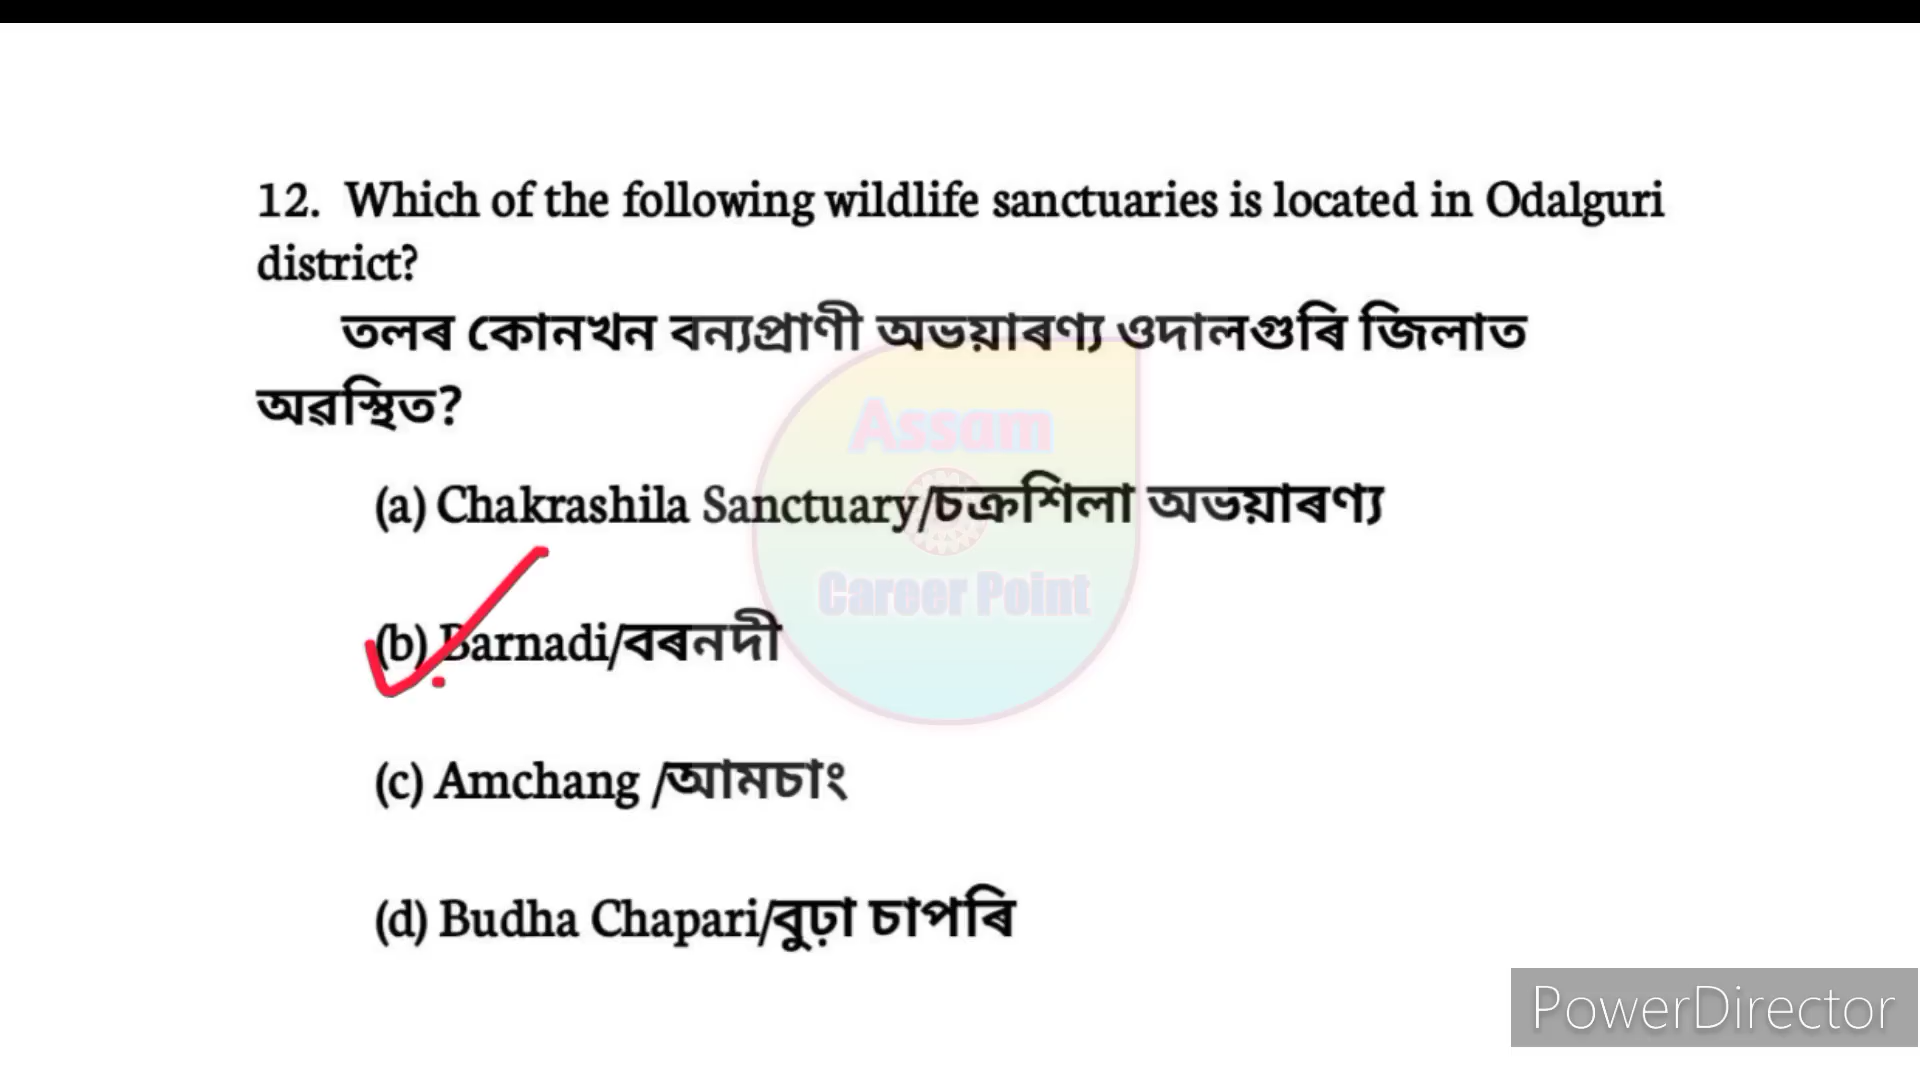 12. Which of the following wildlife sanctuaries is located in Odalguri
district?
তলৰ কোনখন বন্যপ্ৰাণী অভয়াৰণ্য ওদালগুৰি জিলাত
অৱস্থিত?
(a) Chakrashila Sanctuary/চক্ৰশিলা অভয়াৰণ্য
(b) Barnadi/বৰনদী
(c) Amchang /আমচাং
(d) Budha Chapari/বুঢ়া চাপৰি
Assam
Career Point
PowerDirector